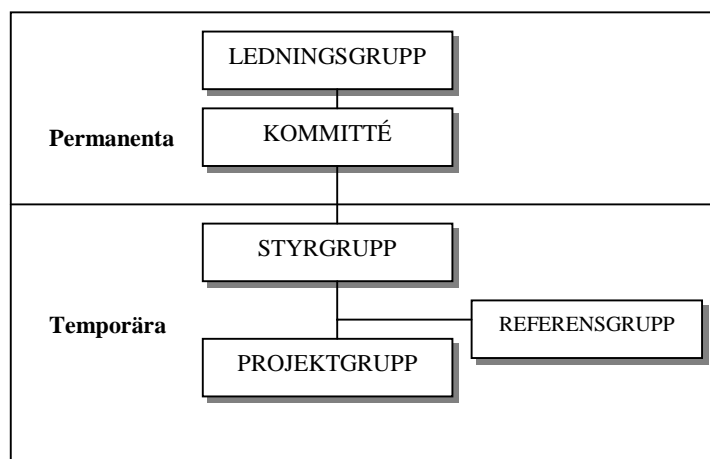 LEDNINGSGRUPP
Permanenta
KOMMITTÉ
STYRGRUPP
Temporära
REFERENSGRUPP
PROJEKTGRUPP